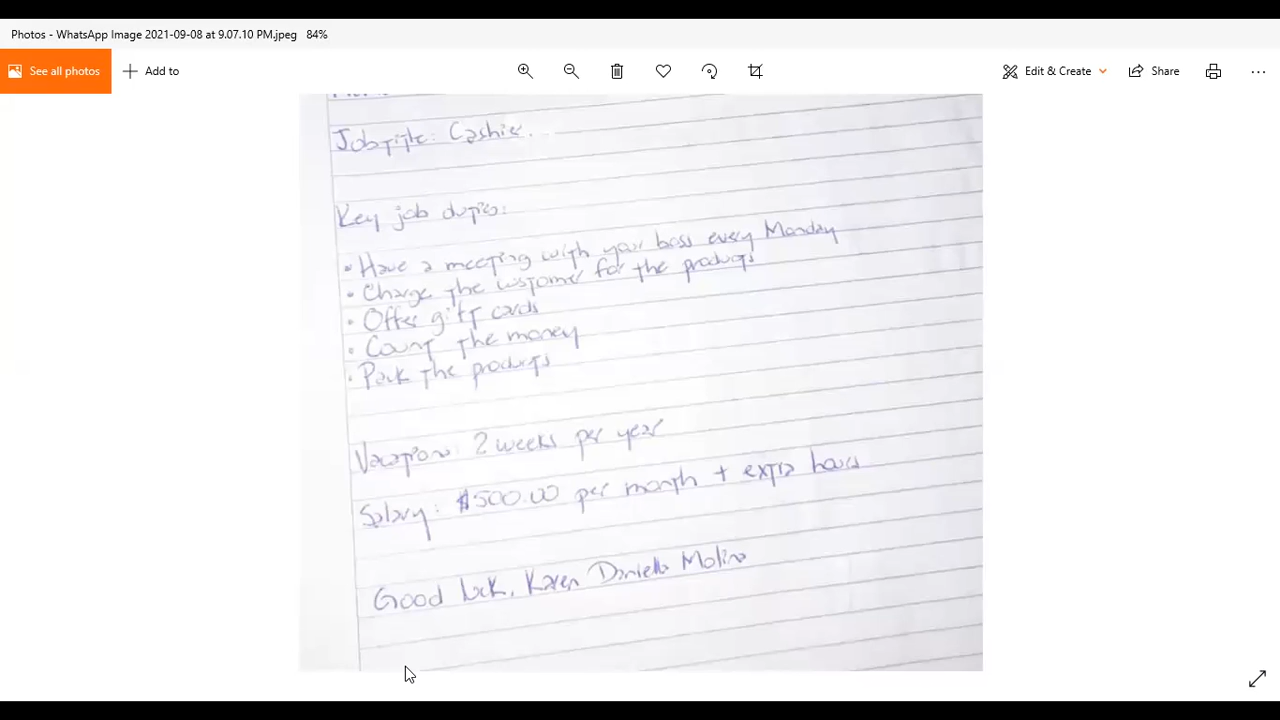 Photos - WhatsApp Image 2021-09-08 at 9.07.10 PM.jpeg 84%
See all photos
Add to
Edit & Create
Share
Job title: Cashier.
Key job duties:
• Have a meeting with your boss every Monday
• Charge the customer for the products
• Offer gift cards
• Count the money
• Pack the products
Vacation: 2 weeks per year
Salary: $500.00 per month + extra hours
Good luck, Karen Daniella Molina